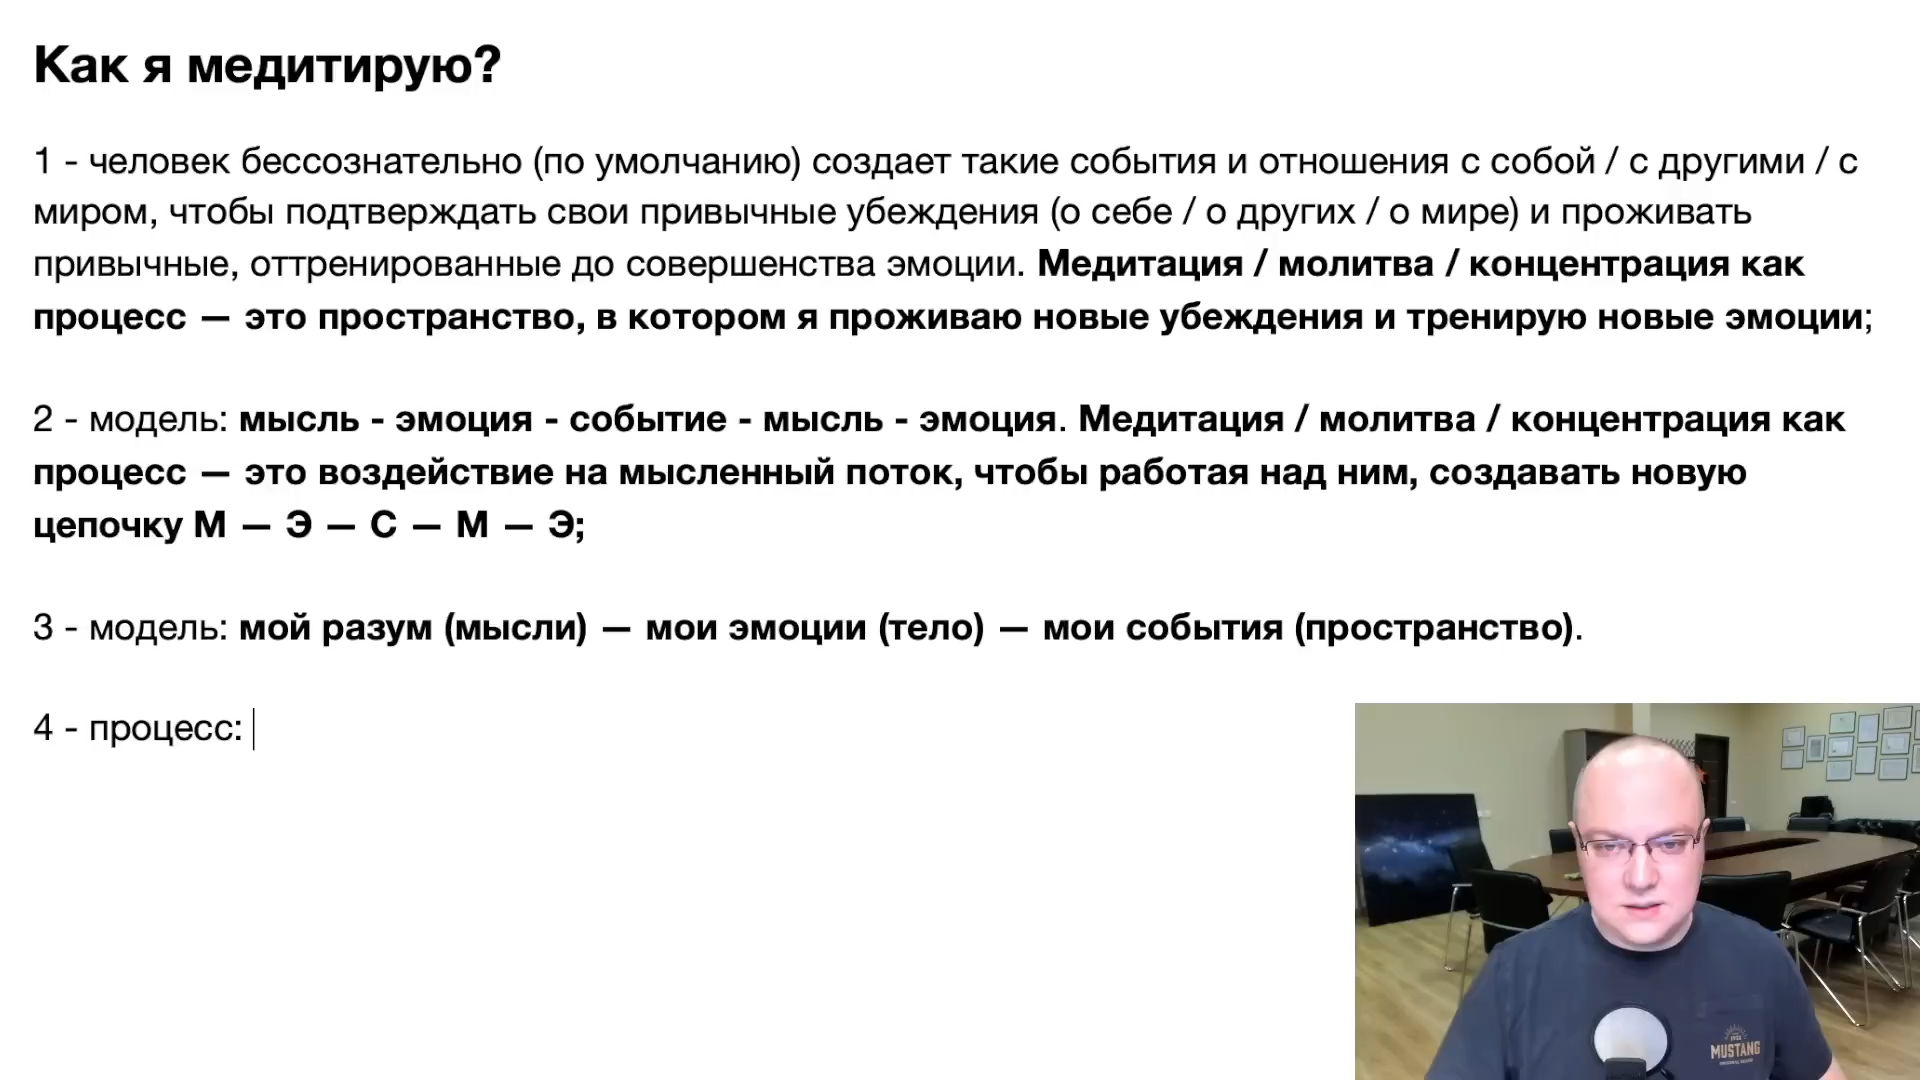 Как я медитирую?
1 - человек бессознательно (по умолчанию) создает такие события и отношения с собой / с другими / с
миром, чтобы подтверждать свои привычные убеждения (о себе / о других / о мире) и проживать
привычные, оттренированные до совершенства эмоции. Медитация / молитва / концентрация как
процесс — это пространство, в котором я проживаю новые убеждения и тренирую новые эмоции;
2 - модель: мысль - эмоция - событие - мысль - эмоция. Медитация / молитва / концентрация как
процесс — это воздействие на мысленный поток, чтобы работая над ним, создавать новую
цепочку М — Э — С — М — Э;
3 - модель: мой разум (мысли) — мои эмоции (тело) — мои события (пространство).
4 - процесс:
MUSTANG